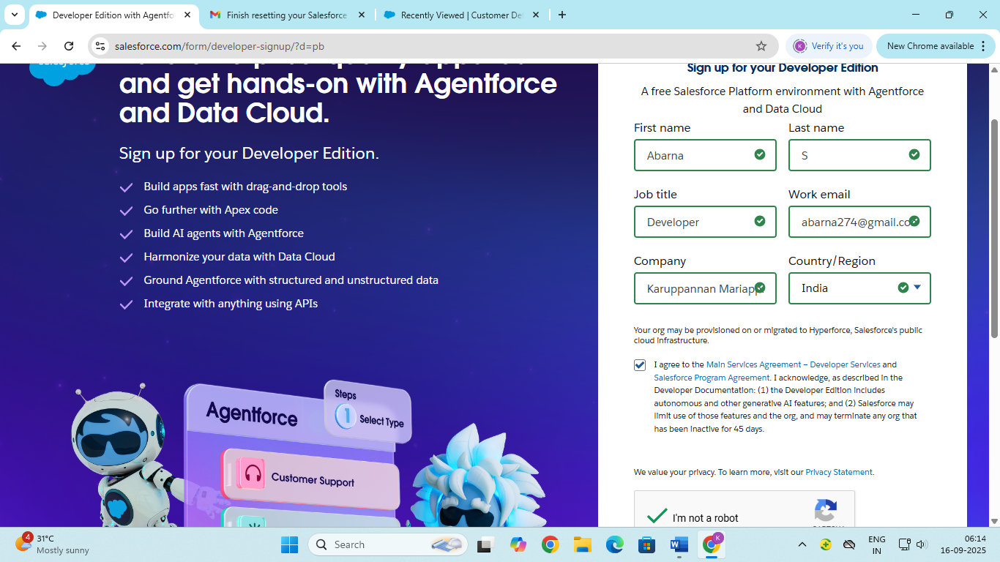 Developer Edition with Agentfo
Finish resetting your Salesforce
Recently Viewed | Customer De
salesforce.com/form/developer-signup/?d=pb
Verify it's you
New Chrome available
salesforce
and get hands-on with Agentforce
and Data Cloud.
Sign up for your Developer Edition.
Build apps fast with drag-and-drop tools
Go further with Apex code
Build AI agents with Agentforce
Harmonize your data with Data Cloud
Ground Agentforce with structured and unstructured data
Integrate with anything using APIs
Agentforce
Steps
1
Select Type
Customer Support
Sign up for your Developer Edition
A free Salesforce Platform environment with Agentforce
and Data Cloud
First name
Last name
Abarna
S
Job title
Work email
Developer
abarna274@gmail.co
Company
Country/Region
Karuppannan Mariapp
India
Your org may be provisioned on or migrated to Hyperforce, Salesforce's public
cloud infrastructure.
I agree to the Main Services Agreement – Developer Services and
Salesforce Program Agreement. I acknowledge, as described in the
Developer Documentation: (1) the Developer Edition includes
autonomous and other generative AI features; and (2) Salesforce may
limit use of those features and the org, and may terminate any org that
has been inactive for 45 days.
We value your privacy. To learn more, visit our Privacy Statement.
I'm not a robot
K
4
31°C
Mostly sunny
Search
K
ENG
IN
06:14
16-09-2025